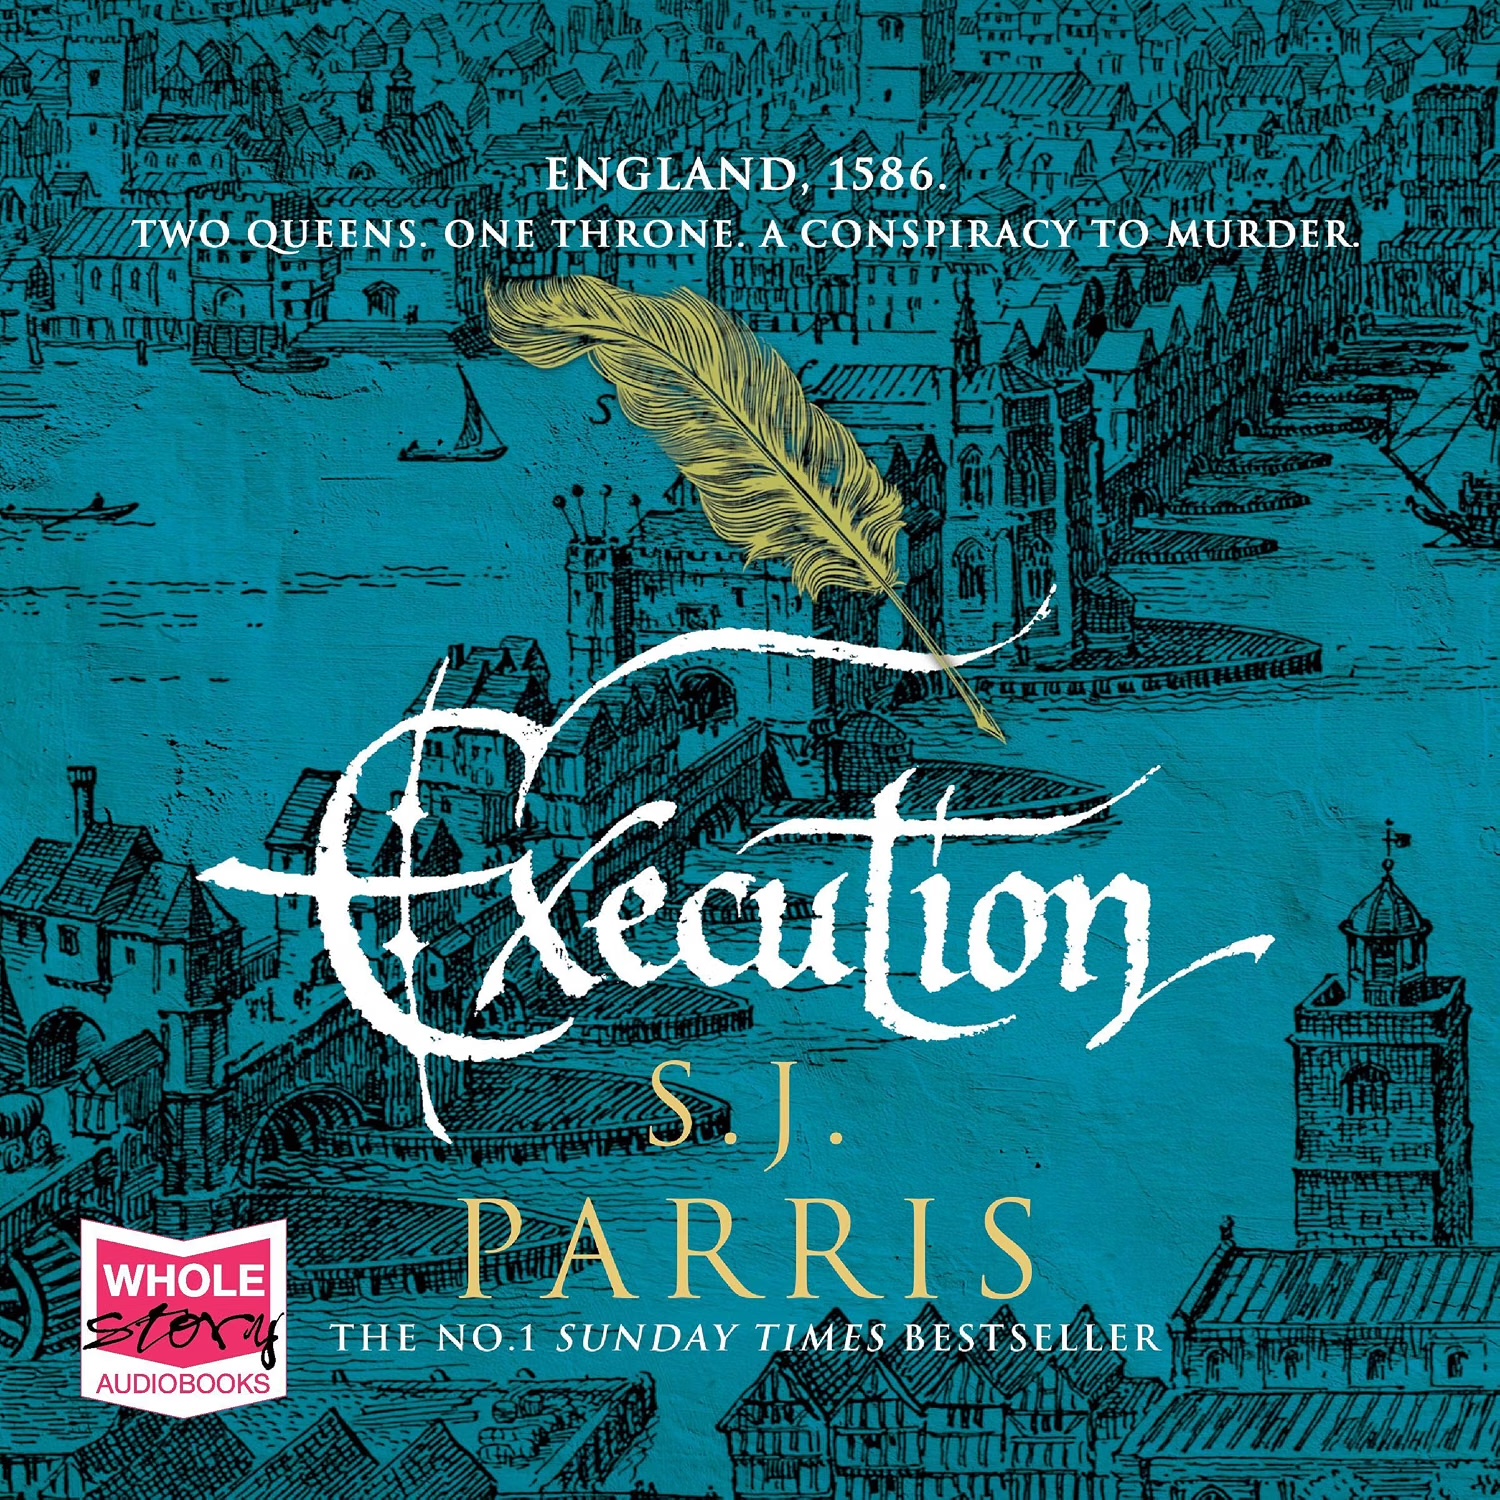 ENGLAND, 1586.
TWO QUEENS. ONE THRONE. A CONSPIRACY TO MURDER.
S
Execution
S. J.
PARRIS
THE NO.1 SUNDAY TIMES BESTSELLER
WHOLE
story
AUDIOBOOKS